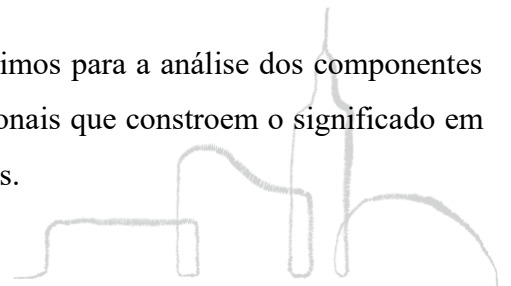 imos para a análise dos componentes
onais que constroem o significado em
s.